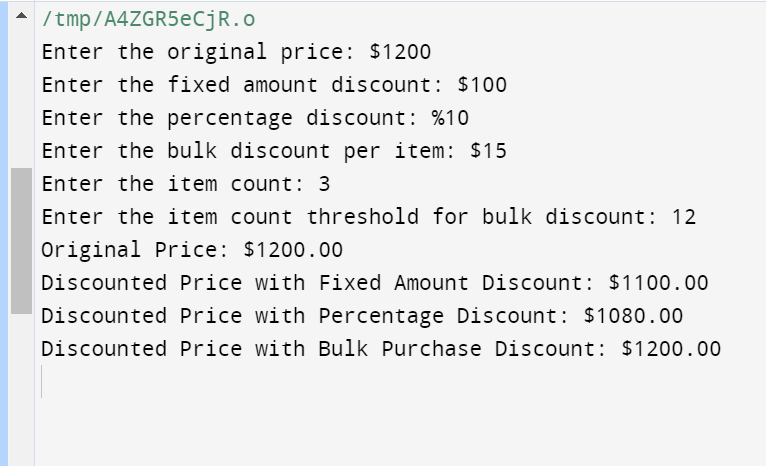 /tmp/A4ZGR5eCjR.o
Enter the original price: $1200
Enter the fixed amount discount: $100
Enter the percentage discount: %10
Enter the bulk discount per item: $15
Enter the item count: 3
Enter the item count threshold for bulk discount: 12
Original Price: $1200.00
Discounted Price with Fixed Amount Discount: $1100.00
Discounted Price with Percentage Discount: $1080.00
Discounted Price with Bulk Purchase Discount: $1200.00